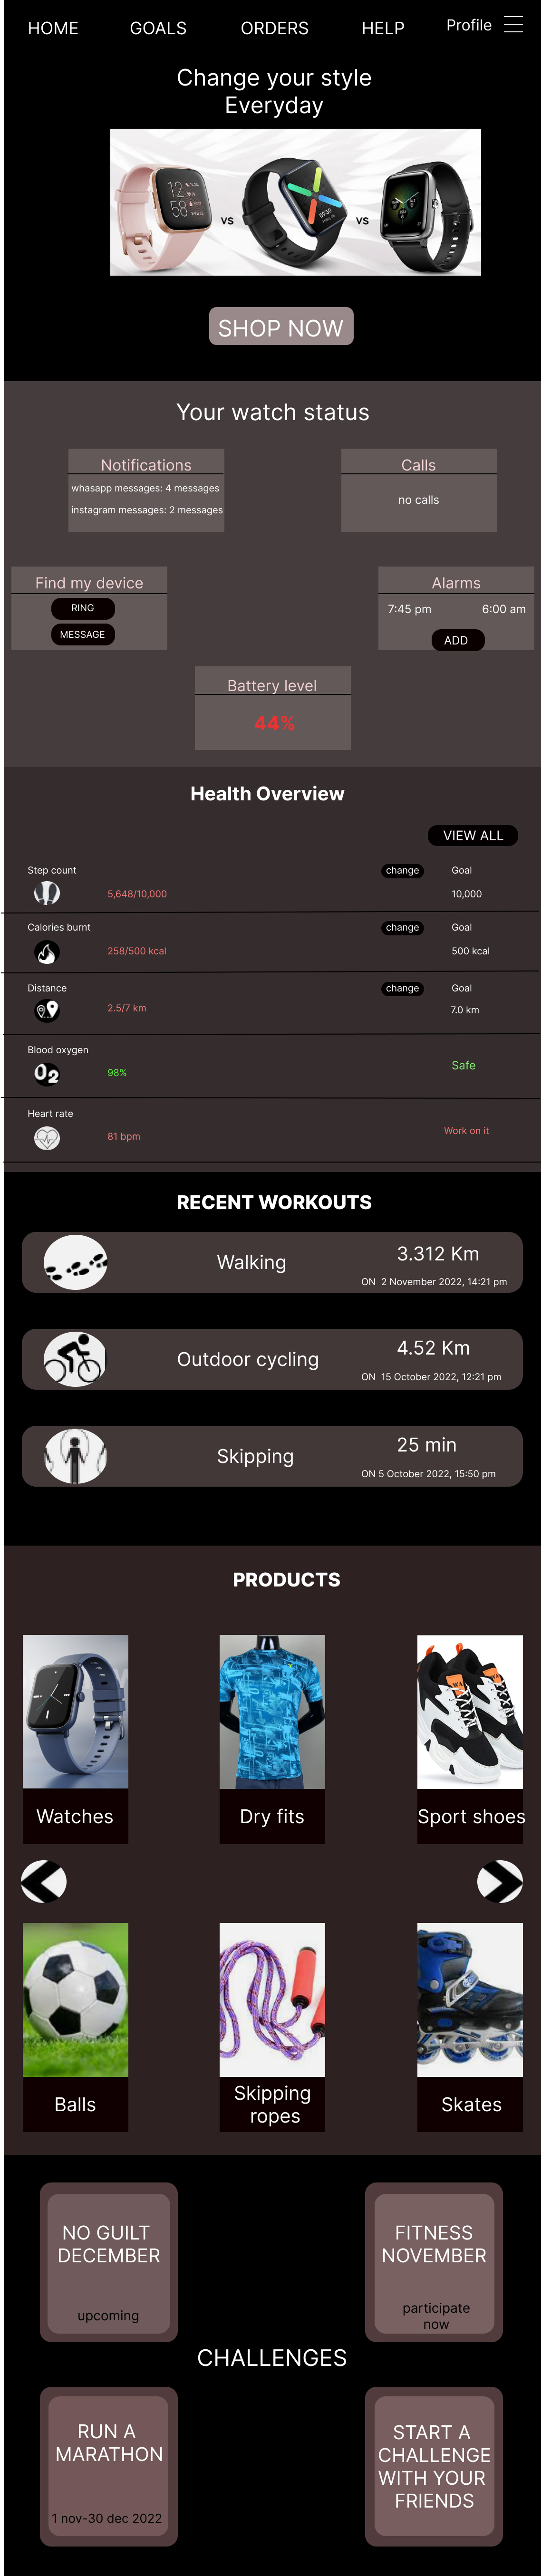 HOME GOALS ORDERS HELP Profile
Change your style
Everyday
VS VS
SHOP NOW
Your watch status
Notifications
whasapp messages: 4 messages
instagram messages: 2 messages
Calls
no calls
Find my device
RING
MESSAGE
Alarms
7:45 pm 6:00 am
ADD
Battery level
44%
Health Overview
VIEW ALL
Step count change Goal
5,648/10,000 10,000
Calories burnt change Goal
258/500 kcal 500 kcal
Distance change Goal
2.5/7 km 7.0 km
Blood oxygen
O2 98% Safe
Heart rate
81 bpm Work on it
RECENT WORKOUTS
Walking 3.312 Km
ON 2 November 2022, 14:21 pm
Outdoor cycling 4.52 Km
ON 15 October 2022, 12:21 pm
Skipping 25 min
ON 5 October 2022, 15:50 pm
PRODUCTS
Watches Dry fits Sport shoes
Balls Skipping ropes Skates
NO GUILT
DECEMBER
upcoming
FITNESS
NOVEMBER
participate
now
CHALLENGES
RUN A
MARATHON
1 nov-30 dec 2022
START A
CHALLENGE
WITH YOUR
FRIENDS